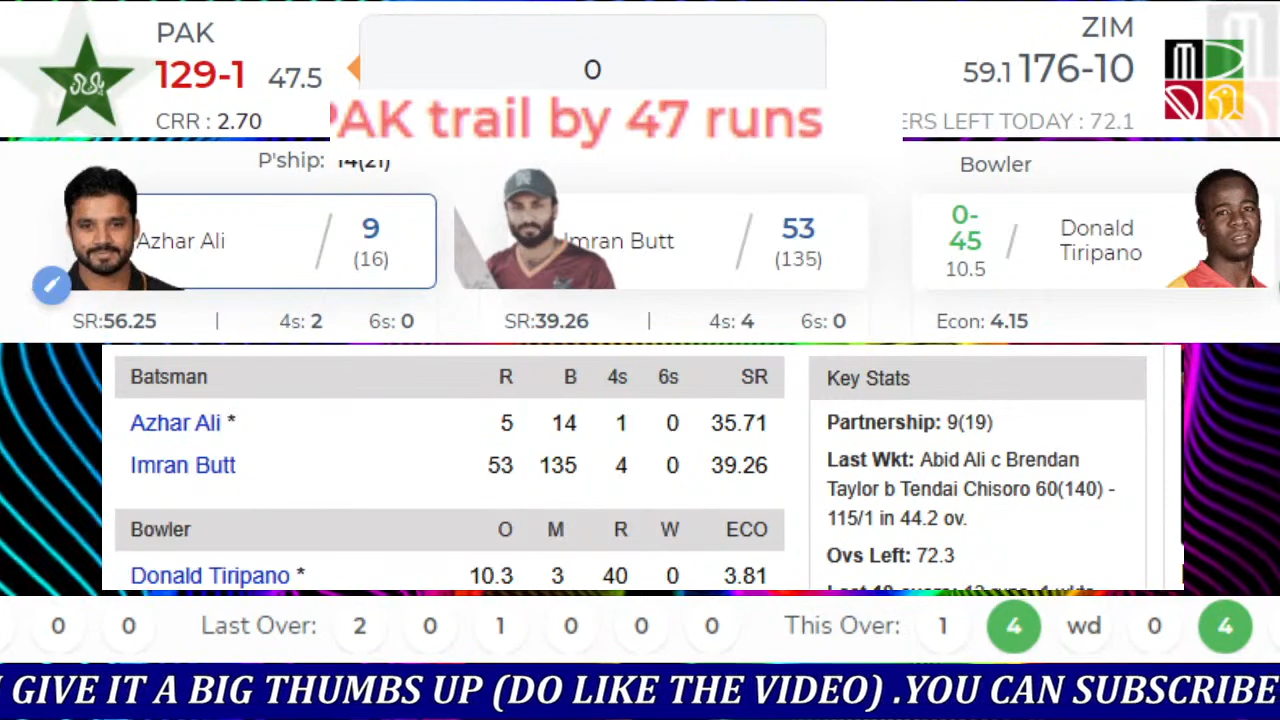 PAK
129-1 47.5
CRR : 2.70
0
PAK trail by 47 runs
ZIM
59.1 176-10
ERS LEFT TODAY : 72.1
P'ship: 14(21)
Azhar Ali
9
(16)
SR:56.25 | 4s: 2 6s: 0
Imran Butt
53
(135)
SR:39.26 | 4s: 4 6s: 0
Bowler
0-
45
10.5
Donald
Tiripano
Econ: 4.15
Batsman R B 4s 6s SR
Azhar Ali * 5 14 1 0 35.71
Imran Butt 53 135 4 0 39.26
Bowler O M R W ECO
Donald Tiripano * 10.3 3 40 0 3.81
Key Stats
Partnership: 9(19)
Last Wkt: Abid Ali c Brendan
Taylor b Tendai Chisoro 60(140) -
115/1 in 44.2 ov.
Ovs Left: 72.3
0 0 Last Over: 2 0 1 0 0 0 This Over: 1 4 wd 0 4
GIVE IT A BIG THUMBS UP (DO LIKE THE VIDEO) .YOU CAN SUBSCRIBE